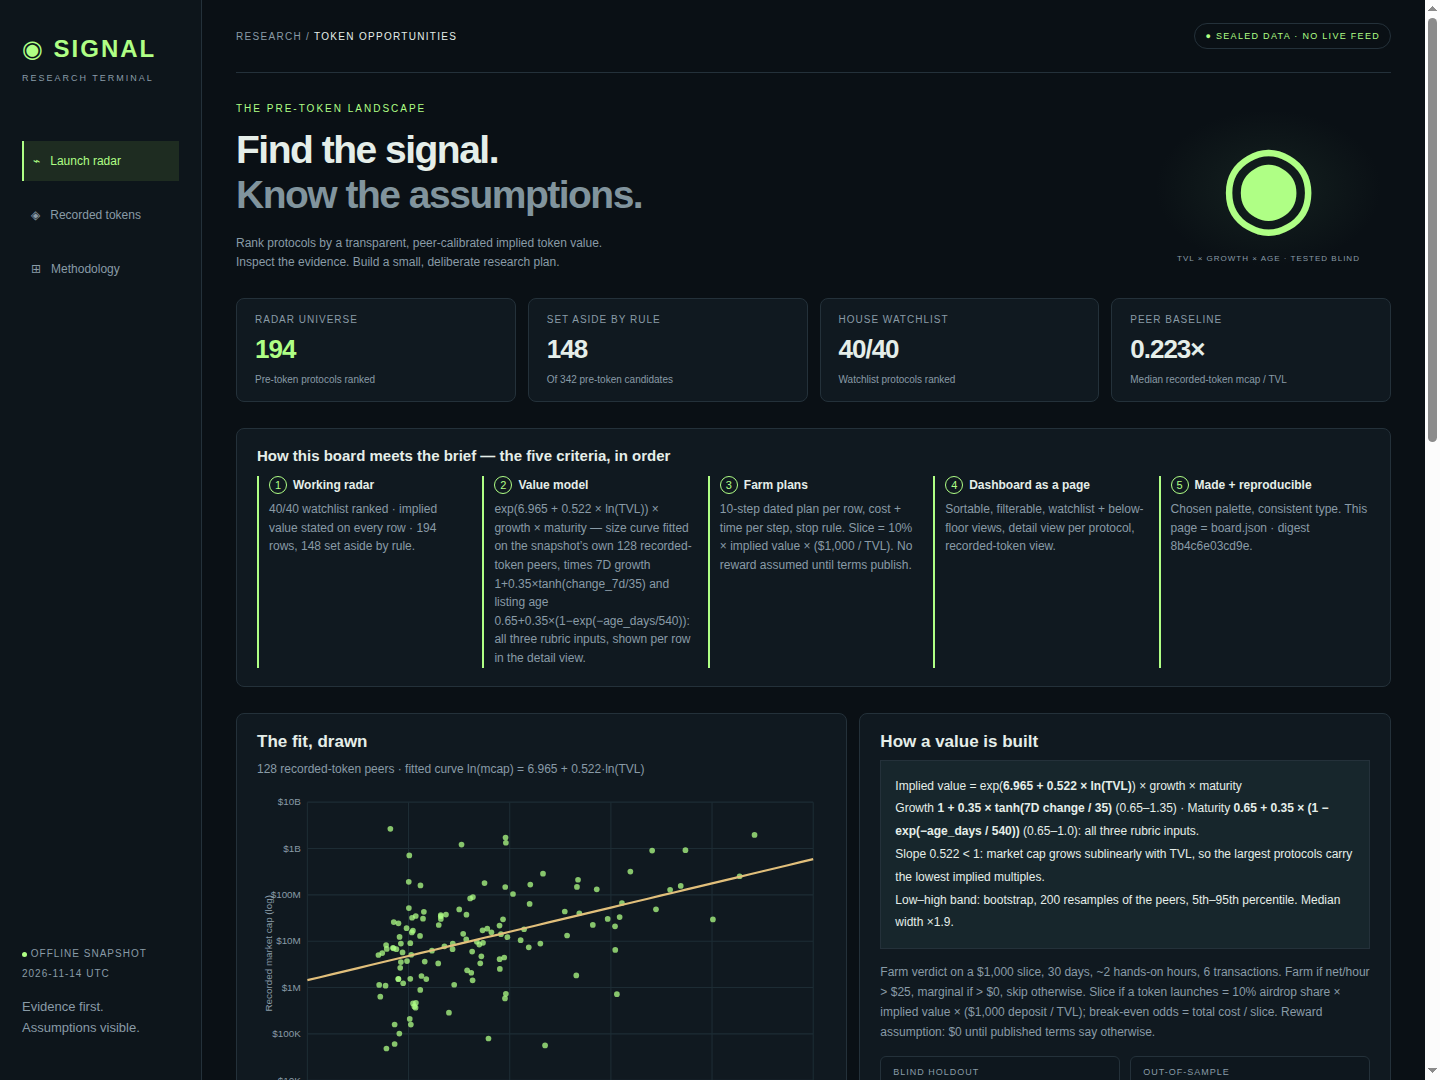 ◉ SIGNAL
RESEARCH TERMINAL
Launch radar
Recorded tokens
Methodology
OFFLINE SNAPSHOT
2026-11-14 UTC
Evidence first.
Assumptions visible.
RESEARCH / TOKEN OPPORTUNITIES
● SEALED DATA · NO LIVE FEED
THE PRE-TOKEN LANDSCAPE
Find the signal.
Know the assumptions.
Rank protocols by a transparent, peer-calibrated implied token value.
Inspect the evidence. Build a small, deliberate research plan.
TVL × GROWTH × AGE · TESTED BLIND
RADAR UNIVERSE
194
Pre-token protocols ranked
SET ASIDE BY RULE
148
Of 342 pre-token candidates
HOUSE WATCHLIST
40/40
Watchlist protocols ranked
PEER BASELINE
0.223×
Median recorded-token mcap / TVL
How this board meets the brief — the five criteria, in order
1 Working radar
40/40 watchlist ranked · implied
value stated on every row · 194
rows, 148 set aside by rule.
2 Value model
exp(6.965 + 0.522 × ln(TVL)) ×
growth × maturity — size curve fitted
on the snapshot's own 128 recorded-
token peers, times 7D growth
1+0.35×tanh(change_7d/35) and
listing age
0.65+0.35×(1−exp(−age_days/540)):
all three rubric inputs, shown per row
in the detail view.
3 Farm plans
10-step dated plan per row, cost +
time per step, stop rule. Slice = 10%
× implied value × ($1,000 / TVL). No
reward assumed until terms publish.
4 Dashboard as a page
Sortable, filterable, watchlist + below-
floor views, detail view per protocol,
recorded-token view.
5 Made + reproducible
Chosen palette, consistent type. This
page = board.json · digest
8b4c6e03cd9e.
The fit, drawn
128 recorded-token peers · fitted curve ln(mcap) = 6.965 + 0.522·ln(TVL)
$10B
$1B
$100M
$10M
$1M
$100K
$10K
Recorded market cap (log)
How a value is built
Implied value = exp(6.965 + 0.522 × ln(TVL)) × growth × maturity
Growth 1 + 0.35 × tanh(7D change / 35) (0.65–1.35) · Maturity 0.65 + 0.35 × (1 −
exp(−age_days / 540)) (0.65–1.0): all three rubric inputs.
Slope 0.522 < 1: market cap grows sublinearly with TVL, so the largest protocols carry
the lowest implied multiples.
Low–high band: bootstrap, 200 resamples of the peers, 5th–95th percentile. Median
width ×1.9.
Farm verdict on a $1,000 slice, 30 days, ~2 hands-on hours, 6 transactions. Farm if net/hour
> $25, marginal if > $0, skip otherwise. Slice if a token launches = 10% airdrop share ×
implied value × ($1,000 deposit / TVL); break-even odds = total cost / slice. Reward
assumption: $0 until published terms say otherwise.
BLIND HOLDOUT
OUT-OF-SAMPLE